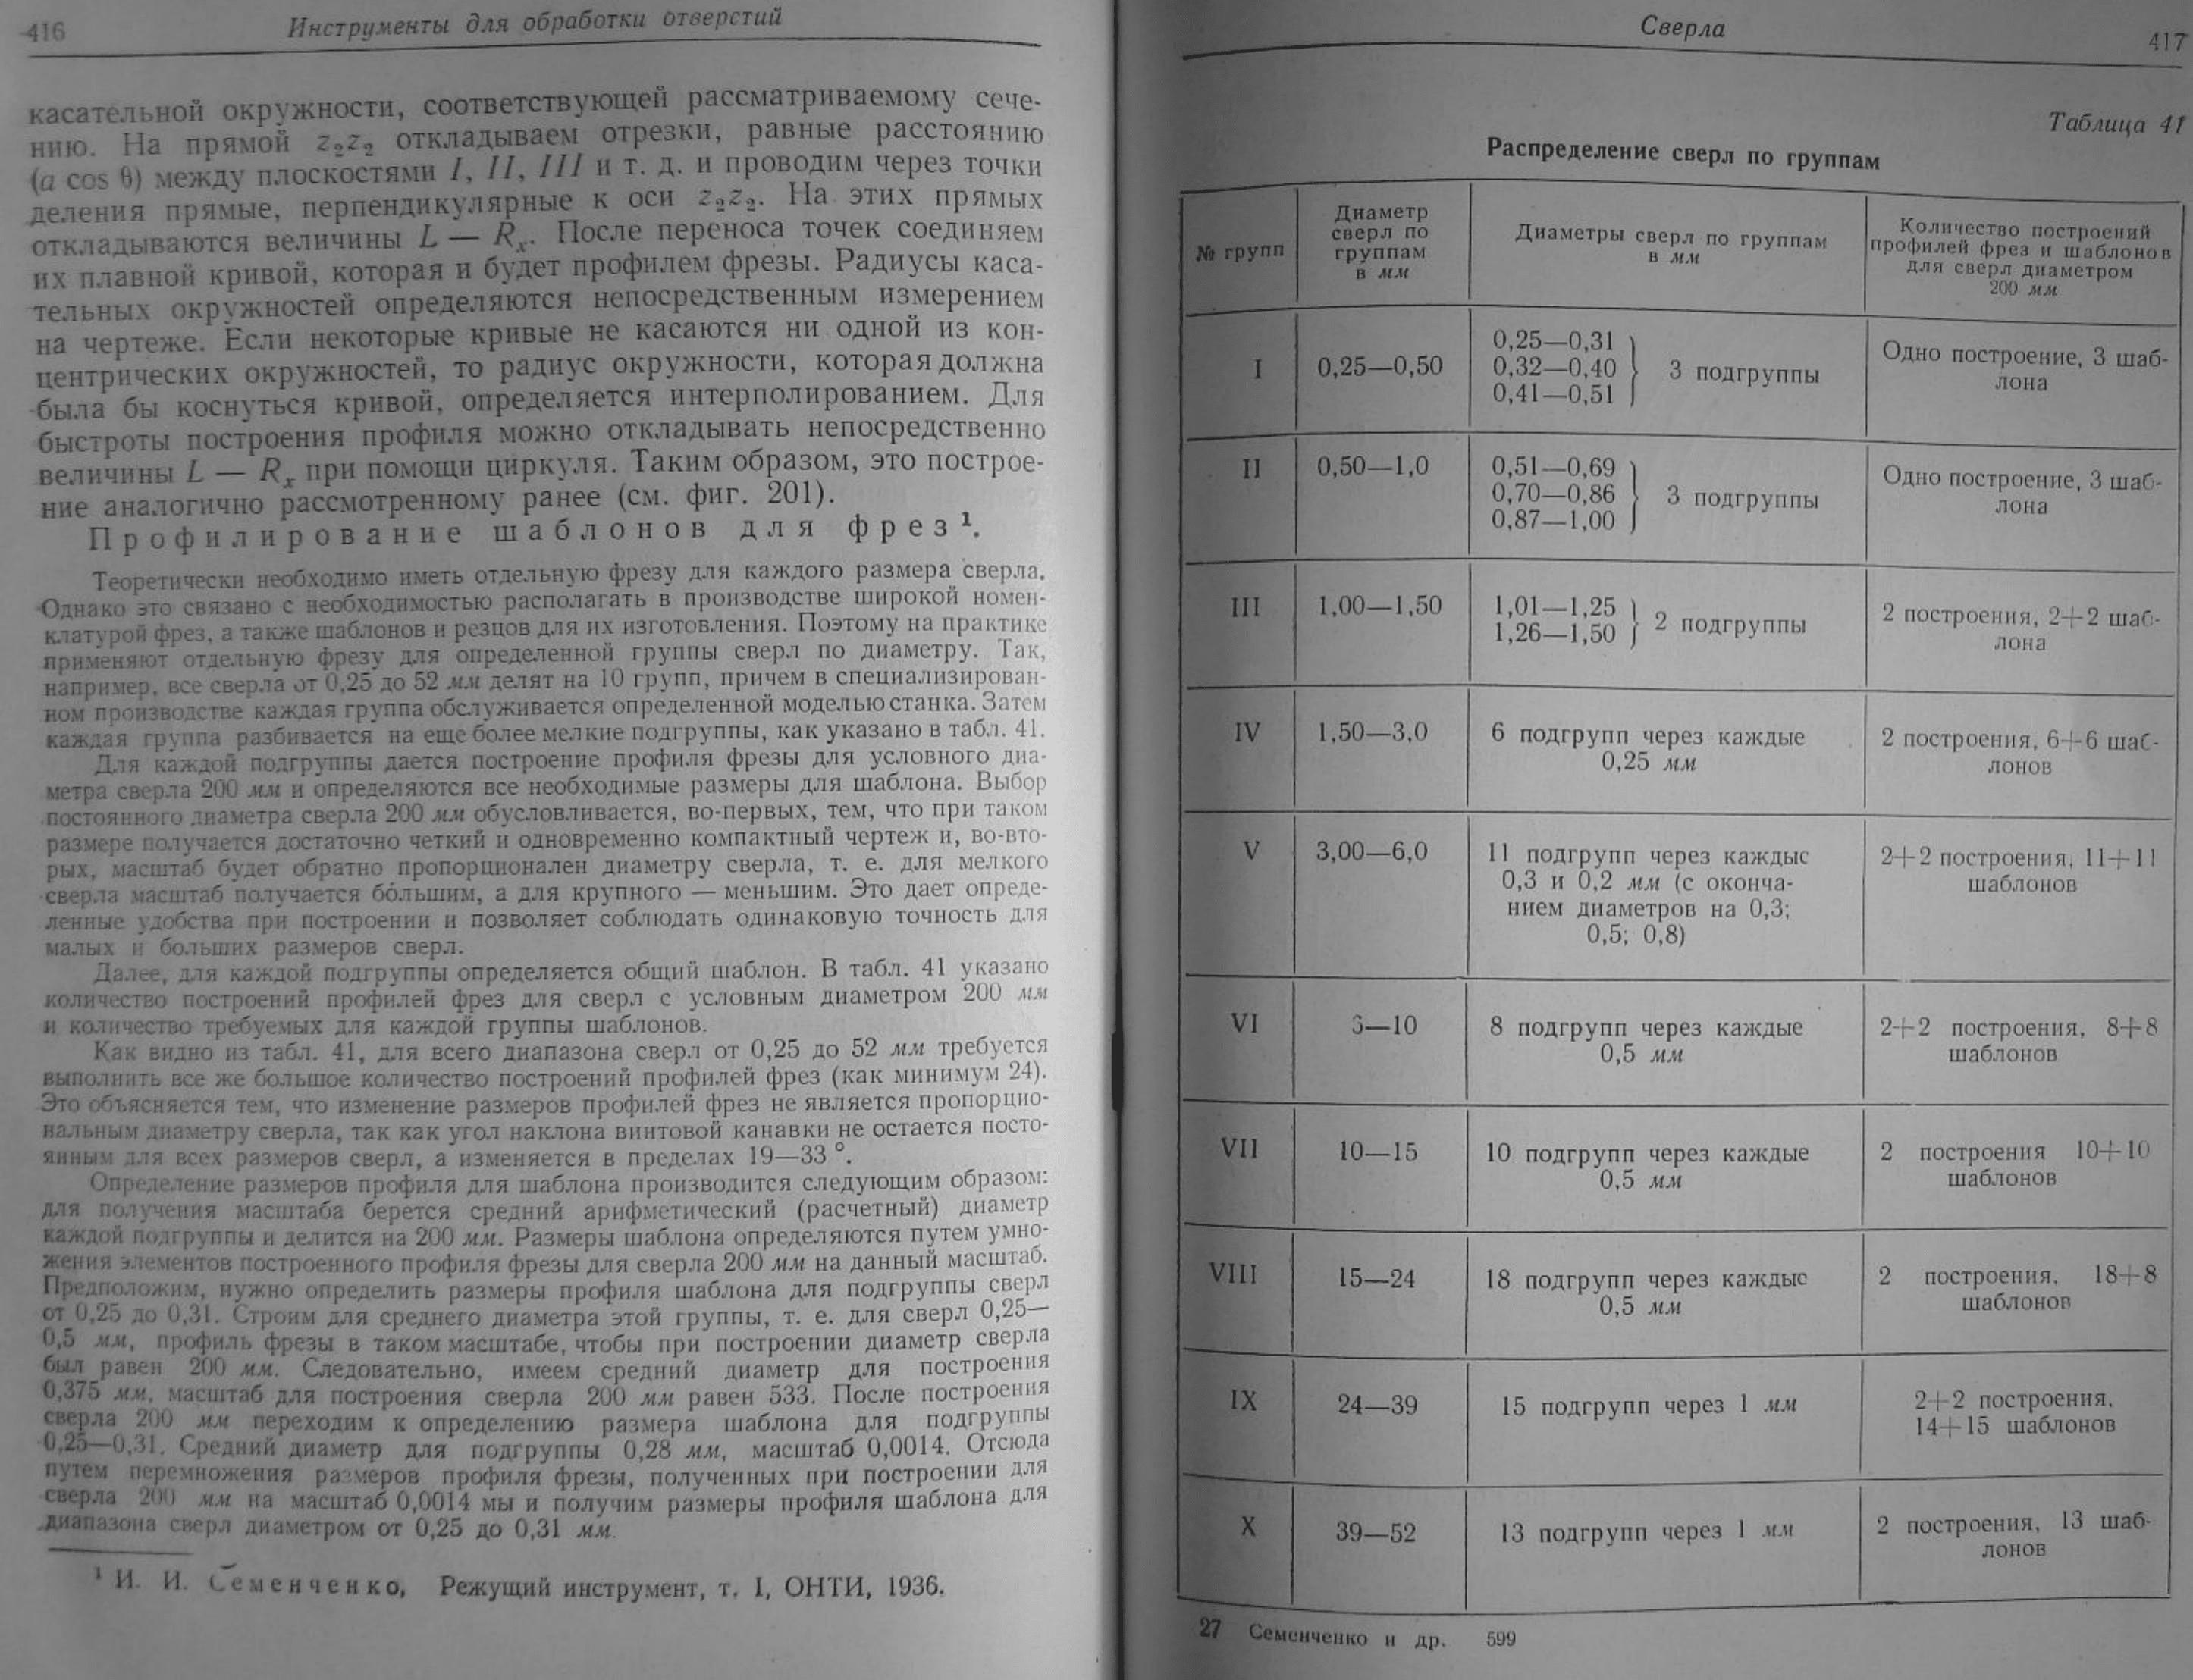 416
Инструменты для обработки отверстий
касательной окружности, соответствующей рассматриваемому сече-
нию. На прямой z₂z₂ откладываем отрезки, равные расстоянию
(a cos θ) между плоскостями I, II, III и т. д. и проводим через точки
деления прямые, перпендикулярные к оси z₂z₂. На этих прямых
откладываются величины L — Rₓ. После переноса точек соединяем
их плавной кривой, которая и будет профилем фрезы. Радиусы каса-
тельных окружностей определяются непосредственным измерением
на чертеже. Если некоторые кривые не касаются ни одной из кон-
центрических окружностей, то радиус окружности, которая должна
была бы коснуться кривой, определяется интерполированием. Для
быстроты построения профиля можно откладывать непосредственно
величины L — Rₓ при помощи циркуля. Таким образом, это построе-
ние аналогично рассмотренному ранее (см. фиг. 201).
Профилирование шаблонов для фрез¹.
Теоретически необходимо иметь отдельную фрезу для каждого размера сверла.
Однако это связано с необходимостью располагать в производстве широкой номен-
клатурой фрез, а также шаблонов и резцов для их изготовления. Поэтому на практике
применяют отдельную фрезу для определенной группы сверл по диаметру. Так,
например, все сверла от 0,25 до 52 мм делят на 10 групп, причем в специализирован-
ном производстве каждая группа обслуживается определенной моделью станка. Затем
каждая группа разбивается на еще более мелкие подгруппы, как указано в табл. 41.
Для каждой подгруппы дается построение профиля фрезы для условного диа-
метра сверла 200 мм и определяются все необходимые размеры для шаблона. Выбор
постоянного диаметра сверла 200 мм обусловливается, во-первых, тем, что при таком
размере получается достаточно четкий и одновременно компактный чертеж и, во-вто-
рых, масштаб будет обратно пропорционален диаметру сверла, т. е. для мелкого
сверла масштаб получается бо́льшим, а для крупного — меньшим. Это дает опреде-
ленные удобства при построении и позволяет соблюдать одинаковую точность для
малых и больших размеров сверл.
Далее, для каждой подгруппы определяется общий шаблон. В табл. 41 указано
количество построений профилей фрез для сверл с условным диаметром 200 мм
и количество требуемых для каждой группы шаблонов.
Как видно из табл. 41, для всего диапазона сверл от 0,25 до 52 мм требуется
выполнить все же большое количество построений профилей фрез (как минимум 24).
Это объясняется тем, что изменение размеров профилей фрез не является пропорцио-
нальным диаметру сверла, так как угол наклона винтовой канавки не остается посто-
янным для всех размеров сверл, а изменяется в пределах 19—33°.
Определение размеров профиля для шаблона производится следующим образом:
для получения масштаба берется средний арифметический (расчетный) диаметр
каждой подгруппы и делится на 200 мм. Размеры шаблона определяются путем умно-
жения элементов построенного профиля фрезы для сверла 200 мм на данный масштаб.
Предположим, нужно определить размеры профиля шаблона для подгруппы сверл
от 0,25 до 0,31. Строим для среднего диаметра этой группы, т. е. для сверл 0,25—
0,5 мм, профиль фрезы в таком масштабе, чтобы при построении диаметр сверла
был равен 200 мм. Следовательно, имеем средний диаметр для построения
0,375 мм, масштаб для построения сверла 200 мм равен 533. После построения
сверла 200 мм переходим к определению размера шаблона для подгруппы
0,25—0,31. Средний диаметр для подгруппы 0,28 мм, масштаб 0,0014. Отсюда
путем перемножения размеров профиля фрезы, полученных при построении для
сверла 200 мм на масштаб 0,0014 мы и получим размеры профиля шаблона для
диапазона сверл диаметром от 0,25 до 0,31 мм.
¹ И. И. Семенченко, Режущий инструмент, т. I, ОНТИ, 1936.
Сверла
417
Таблица 41
Распределение сверл по группам
№ групп
Диаметр
сверл по
группам
в мм
Диаметры сверл по группам
в мм
Количество построений
профилей фрез и шаблонов
для сверл диаметром
200 мм
I
0,25—0,50
0,25—0,31
0,32—0,40
0,41—0,51
3 подгруппы
Одно построение, 3 шаб-
лона
II
0,50—1,0
0,51—0,69
0,70—0,86
0,87—1,00
3 подгруппы
Одно построение, 3 шаб-
лона
III
1,00—1,50
1,01—1,25
1,26—1,50
2 подгруппы
2 построения, 2+2 шаб-
лона
IV
1,50—3,0
6 подгрупп через каждые
0,25 мм
2 построения, 6+6 шаб-
лонов
V
3,00—6,0
11 подгрупп через каждые
0,3 и 0,2 мм (с оконча-
нием диаметров на 0,3;
0,5; 0,8)
2+2 построения, 11+11
шаблонов
VI
6—10
8 подгрупп через каждые
0,5 мм
2+2 построения, 8+8
шаблонов
VII
10—15
10 подгрупп через каждые
0,5 мм
2 построения 10+10
шаблонов
VIII
15—24
18 подгрупп через каждые
0,5 мм
2 построения, 18+8
шаблонов
IX
24—39
15 подгрупп через 1 мм
2+2 построения,
14+15 шаблонов
X
39—52
13 подгрупп через 1 мм
2 построения, 13 шаб-
лонов
27 Семенченко и др. 599